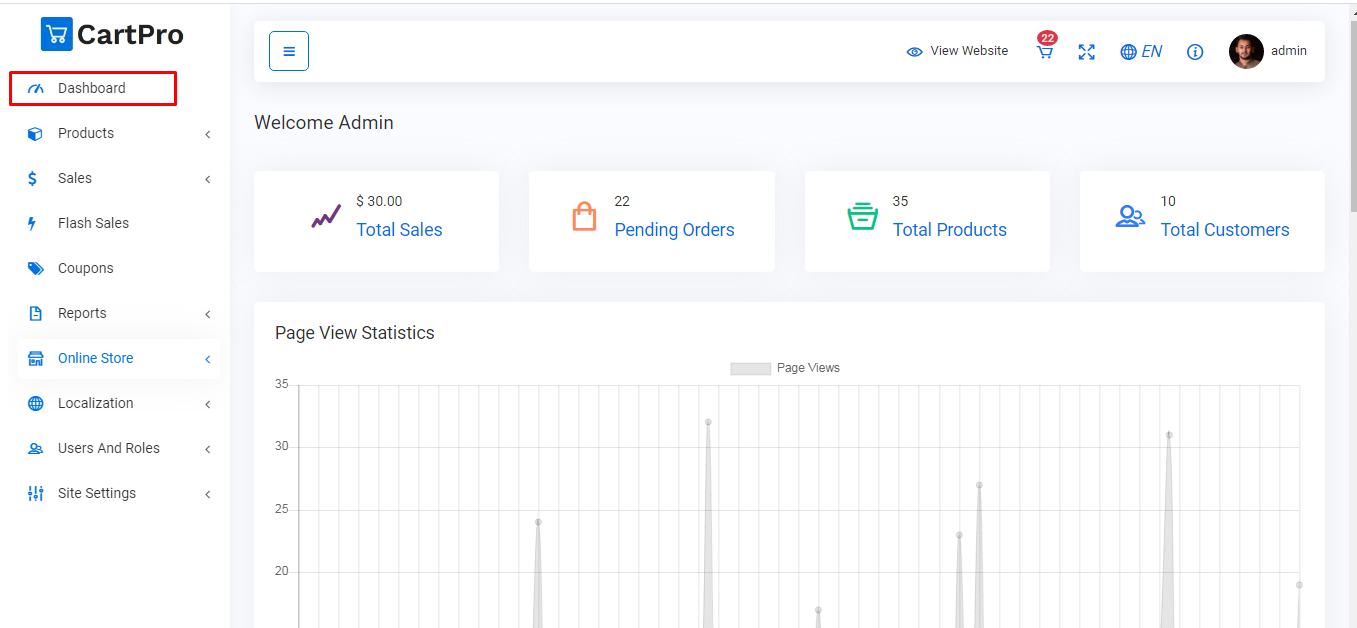 CartPro
Dashboard
Products
Sales
Flash Sales
Coupons
Reports
Online Store
Localization
Users And Roles
Site Settings
View Website
22
EN
admin
Welcome Admin
$ 30.00
Total Sales
22
Pending Orders
35
Total Products
10
Total Customers
Page View Statistics
Page Views
35
30
25
20